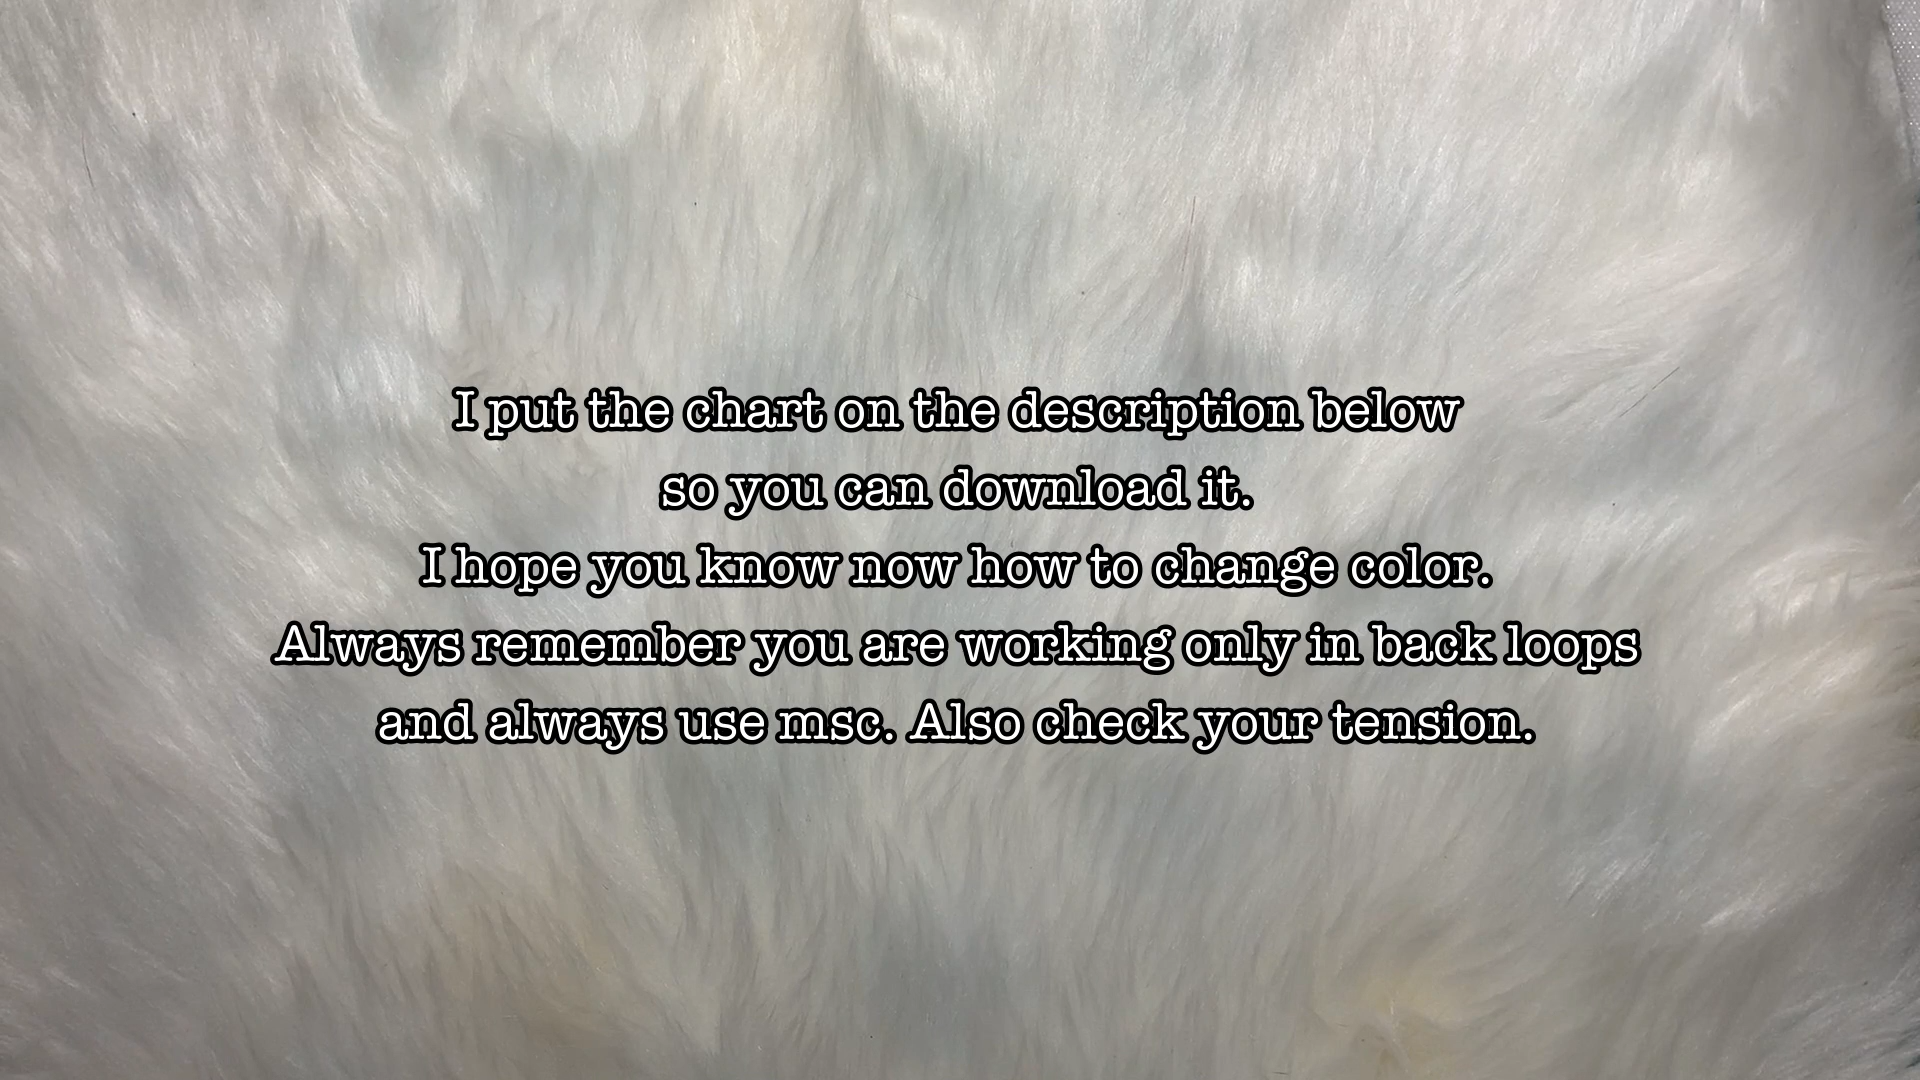 I put the chart on the description below
so you can download it.
I hope you know now how to change color.
Always remember you are working only in back loops
and always use msc. Also check your tension.